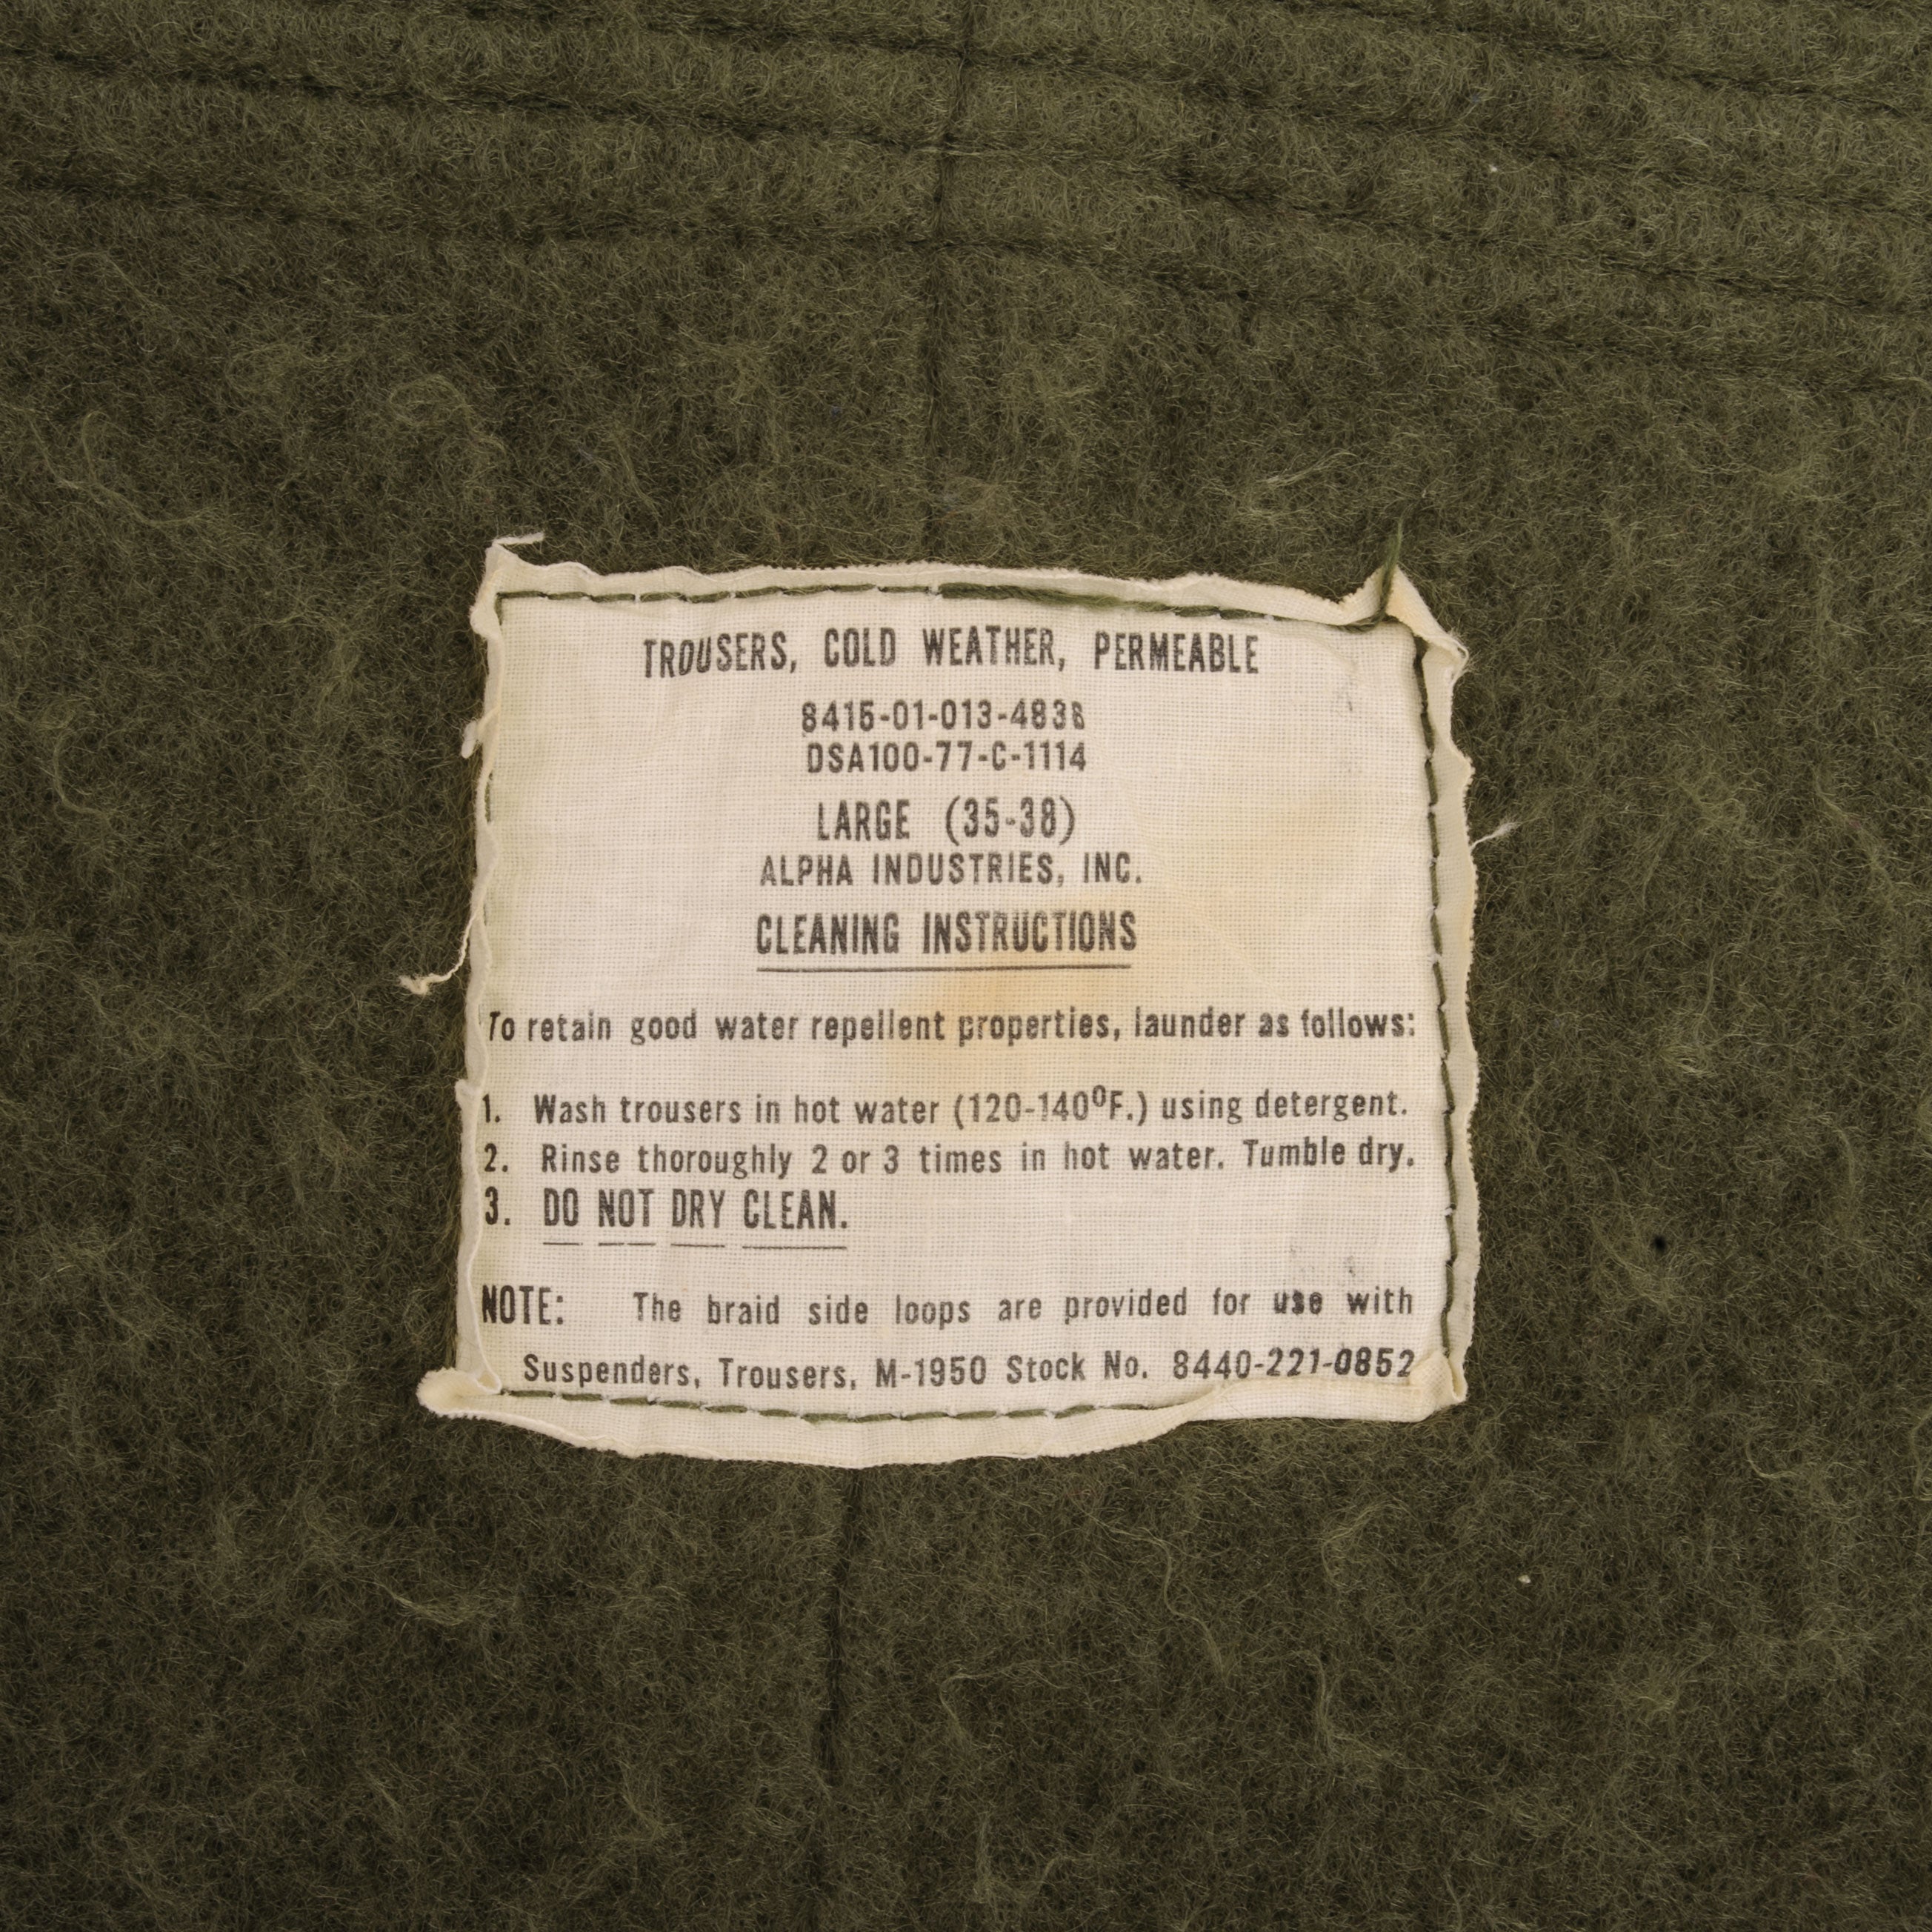 TROUSERS, COLD WEATHER, PERMEABLE
8415-01-013-4838
DSA100-77-C-1114
LARGE (35-38)
ALPHA INDUSTRIES, INC.
CLEANING INSTRUCTIONS
To retain good water repellent properties, launder as follows:
1. Wash trousers in hot water (120-140ºF.) using detergent.
2. Rinse thoroughly 2 or 3 times in hot water. Tumble dry.
3. DO NOT DRY CLEAN.
NOTE: The braid side loops are provided for use with
Suspenders, Trousers, M-1950 Stock No. 8440-221-0852